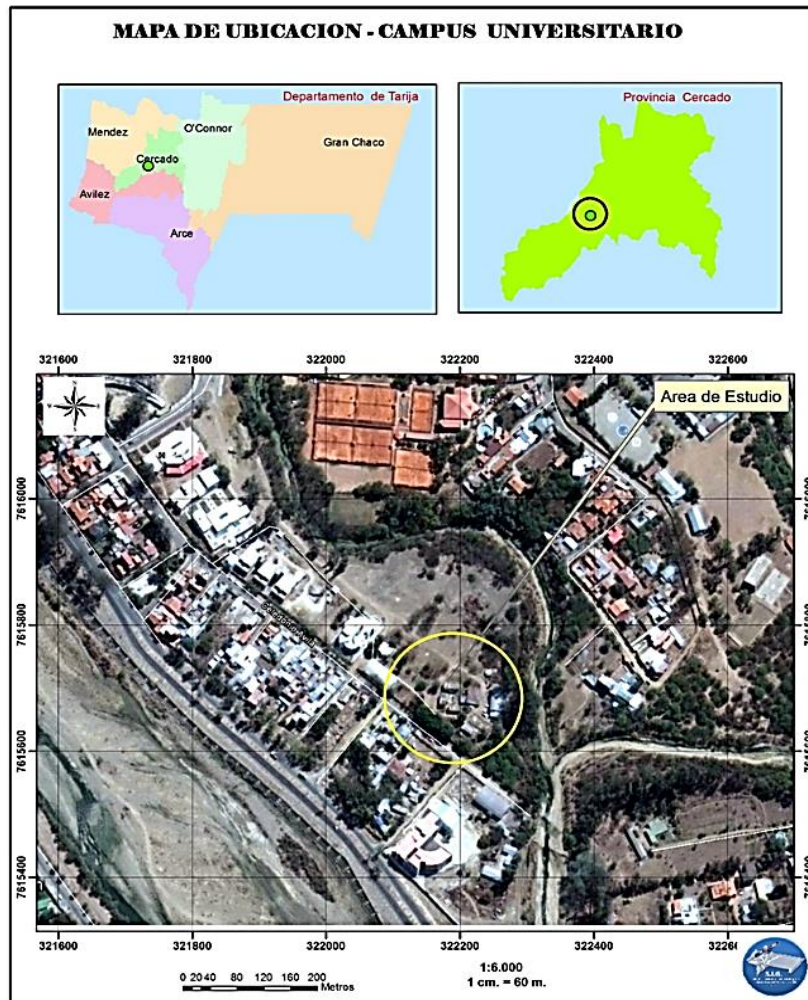 MAPA DE UBICACION - CAMPUS UNIVERSITARIO
Departamento de Tarija
O'Connor
Mendez
Gran Chaco
Cercado
Avilez
Arce
Provincia Cercado
321600 321800 322000 322200 322400 322600
Area de Estudio
7616000
7615800
7615600
7615400
321600 321800 322000 322200 322400 3226
0 20 40 80 120 160 200
Metros
1:6.000
1 cm. = 60 m.